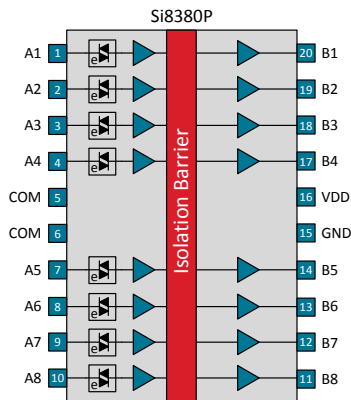 Si8380P
A1 1 e 20 B1
A2 2 e 19 B2
A3 3 e 18 B3
A4 4 e 17 B4
COM 5 16 VDD
COM 6 15 GND
A5 7 e 14 B5
A6 8 e 13 B6
A7 9 e 12 B7
A8 10 e 11 B8
Isolation Barrier